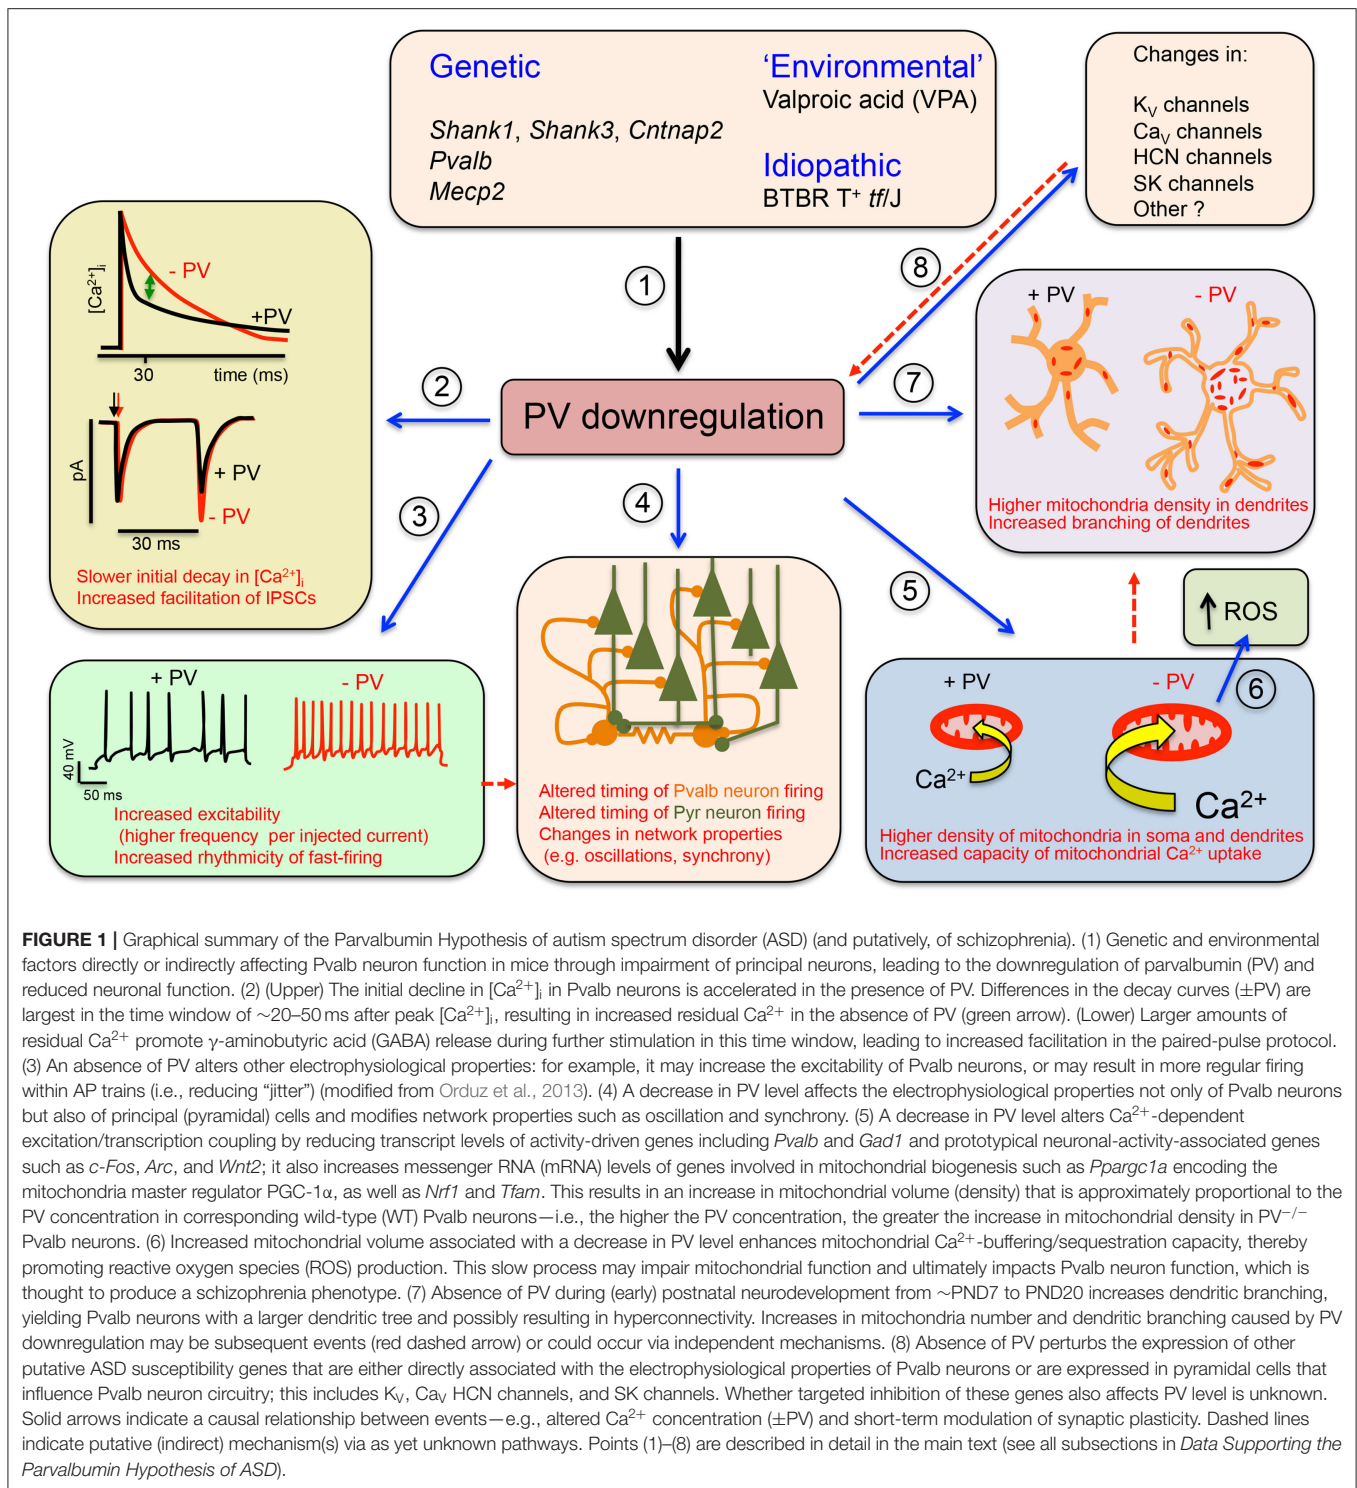 Genetic
Shank1, Shank3, Cntnap2
Pvalb
Mecp2
‘Environmental’
Valproic acid (VPA)
Idiopathic
BTBR T⁺ tf/J
Changes in:
K_V channels
Ca_V channels
HCN channels
SK channels
Other ?
1
8
[Ca²⁺]ᵢ
- PV
+PV
30
time (ms)
pA
+ PV
- PV
30 ms
Slower initial decay in [Ca²⁺]ᵢ
Increased facilitation of IPSCs
2
PV downregulation
7
+ PV
- PV
Higher mitochondria density in dendrites
Increased branching of dendrites
3
4
5
+ PV
- PV
40 mV
50 ms
Increased excitability
(higher frequency per injected current)
Increased rhythmicity of fast-firing
Altered timing of Pvalb neuron firing
Altered timing of Pyr neuron firing
Changes in network properties
(e.g. oscillations, synchrony)
ROS
6
+ PV
- PV
Ca²⁺
Ca²⁺
Higher density of mitochondria in soma and dendrites
Increased capacity of mitochondrial Ca²⁺ uptake
FIGURE 1 | Graphical summary of the Parvalbumin Hypothesis of autism spectrum disorder (ASD) (and putatively, of schizophrenia). (1) Genetic and environmental
factors directly or indirectly affecting Pvalb neuron function in mice through impairment of principal neurons, leading to the downregulation of parvalbumin (PV) and
reduced neuronal function. (2) (Upper) The initial decline in [Ca²⁺]ᵢ in Pvalb neurons is accelerated in the presence of PV. Differences in the decay curves (±PV) are
largest in the time window of ∼20–50 ms after peak [Ca²⁺]ᵢ, resulting in increased residual Ca²⁺ in the absence of PV (green arrow). (Lower) Larger amounts of
residual Ca²⁺ promote γ-aminobutyric acid (GABA) release during further stimulation in this time window, leading to increased facilitation in the paired-pulse protocol.
(3) An absence of PV alters other electrophysiological properties: for example, it may increase the excitability of Pvalb neurons, or may result in more regular firing
within AP trains (i.e., reducing “jitter”) (modified from Orduz et al., 2013). (4) A decrease in PV level affects the electrophysiological properties not only of Pvalb neurons
but also of principal (pyramidal) cells and modifies network properties such as oscillation and synchrony. (5) A decrease in PV level alters Ca²⁺-dependent
excitation/transcription coupling by reducing transcript levels of activity-driven genes including Pvalb and Gad1 and prototypical neuronal-activity-associated genes
such as c-Fos, Arc, and Wnt2; it also increases messenger RNA (mRNA) levels of genes involved in mitochondrial biogenesis such as Ppargc1a encoding the
mitochondria master regulator PGC-1α, as well as Nrf1 and Tfam. This results in an increase in mitochondrial volume (density) that is approximately proportional to the
PV concentration in corresponding wild-type (WT) Pvalb neurons—i.e., the higher the PV concentration, the greater the increase in mitochondrial density in PV⁻/⁻
Pvalb neurons. (6) Increased mitochondrial volume associated with a decrease in PV level enhances mitochondrial Ca²⁺-buffering/sequestration capacity, thereby
promoting reactive oxygen species (ROS) production. This slow process may impair mitochondrial function and ultimately impacts Pvalb neuron function, which is
thought to produce a schizophrenia phenotype. (7) Absence of PV during (early) postnatal neurodevelopment from ∼PND7 to PND20 increases dendritic branching,
yielding Pvalb neurons with a larger dendritic tree and possibly resulting in hyperconnectivity. Increases in mitochondria number and dendritic branching caused by PV
downregulation may be subsequent events (red dashed arrow) or could occur via independent mechanisms. (8) Absence of PV perturbs the expression of other
putative ASD susceptibility genes that are either directly associated with the electrophysiological properties of Pvalb neurons or are expressed in pyramidal cells that
influence Pvalb neuron circuitry; this includes K_V, Ca_V HCN channels, and SK channels. Whether targeted inhibition of these genes also affects PV level is unknown.
Solid arrows indicate a causal relationship between events—e.g., altered Ca²⁺ concentration (±PV) and short-term modulation of synaptic plasticity. Dashed lines
indicate putative (indirect) mechanism(s) via as yet unknown pathways. Points (1)–(8) are described in detail in the main text (see all subsections in Data Supporting the
Parvalbumin Hypothesis of ASD).